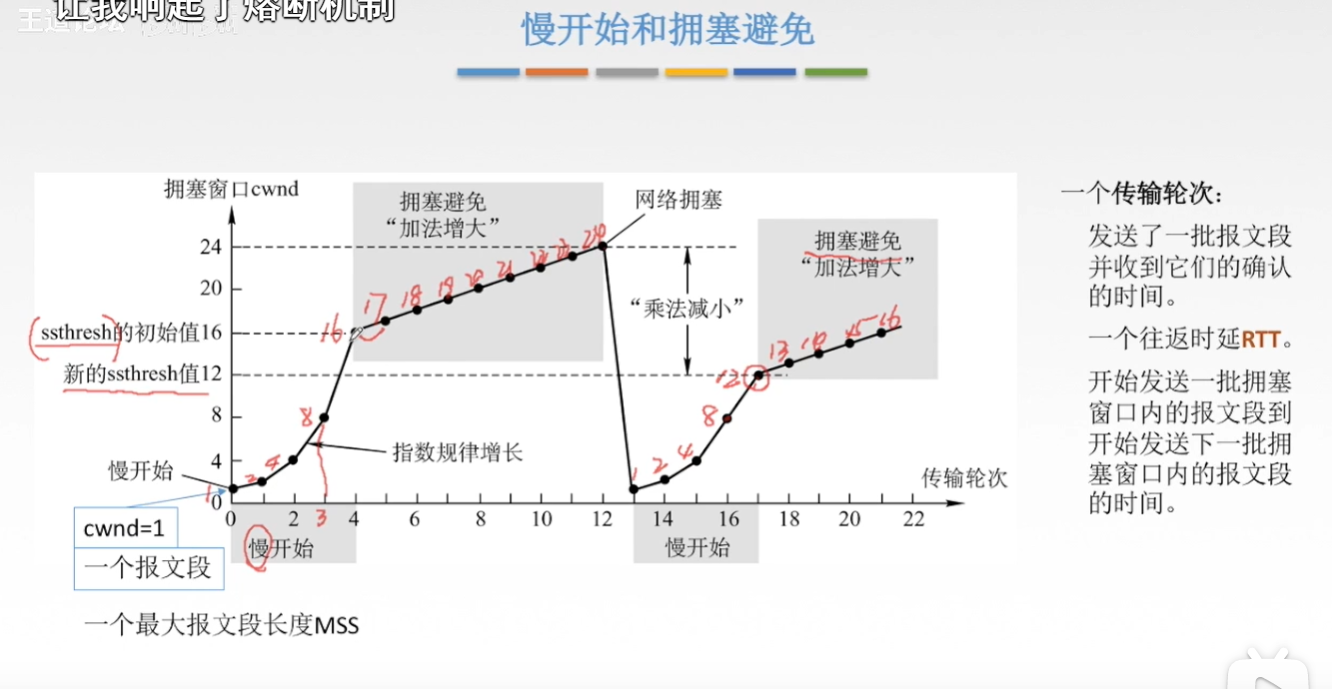 让我响起了熔断机制
王道论坛
慢开始和拥塞避免
拥塞窗口cwnd
拥塞避免
“加法增大”
网络拥塞
24
20
ssthresh的初始值16
新的ssthresh值12
8
4
0
16
17
18
19
20
21
22
23
24
“乘法减小”
拥塞避免
“加法增大”
12
13
14
15
16
8
指数规律增长
慢开始
1
2
4
8
1
2
4
传输轮次
0
2
3
4
6
8
10
12
14
16
18
20
22
慢开始
慢开始
cwnd=1
一个报文段
一个最大报文段长度MSS
一个传输轮次：
发送了一批报文段
并收到它们的确认
的时间。
一个往返时延RTT。
开始发送一批拥塞
窗口内的报文段到
开始发送下一批拥
塞窗口内的报文段
的时间。